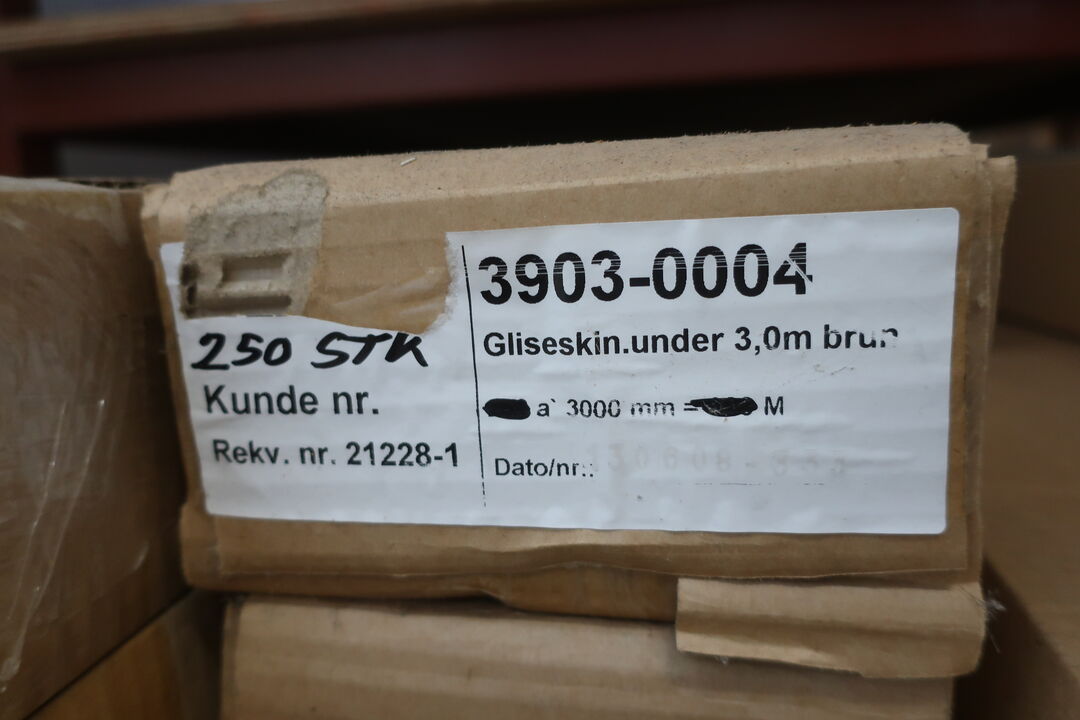 250 STK
Kunde nr.
Rekv. nr. 21228-1
3903-0004
Gliseskin.under 3,0m brun
a` 3000 mm = M
Dato/nr.: